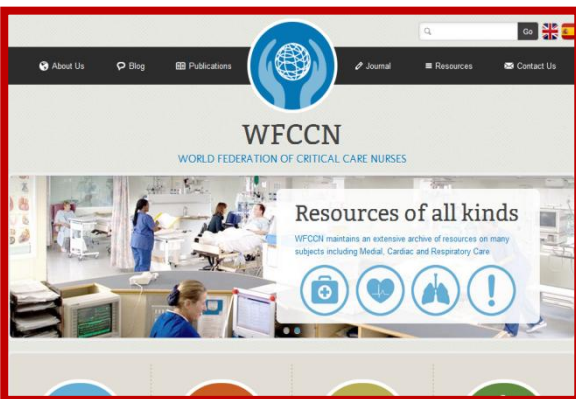 Go
About Us
Blog
Publications
Journal
Resources
Contact Us
WFCCN
WORLD FEDERATION OF CRITICAL CARE NURSES
Resources of all kinds
WFCCN maintains an extensive archive of resources on many
subjects including Medial, Cardiac and Respiratory Care